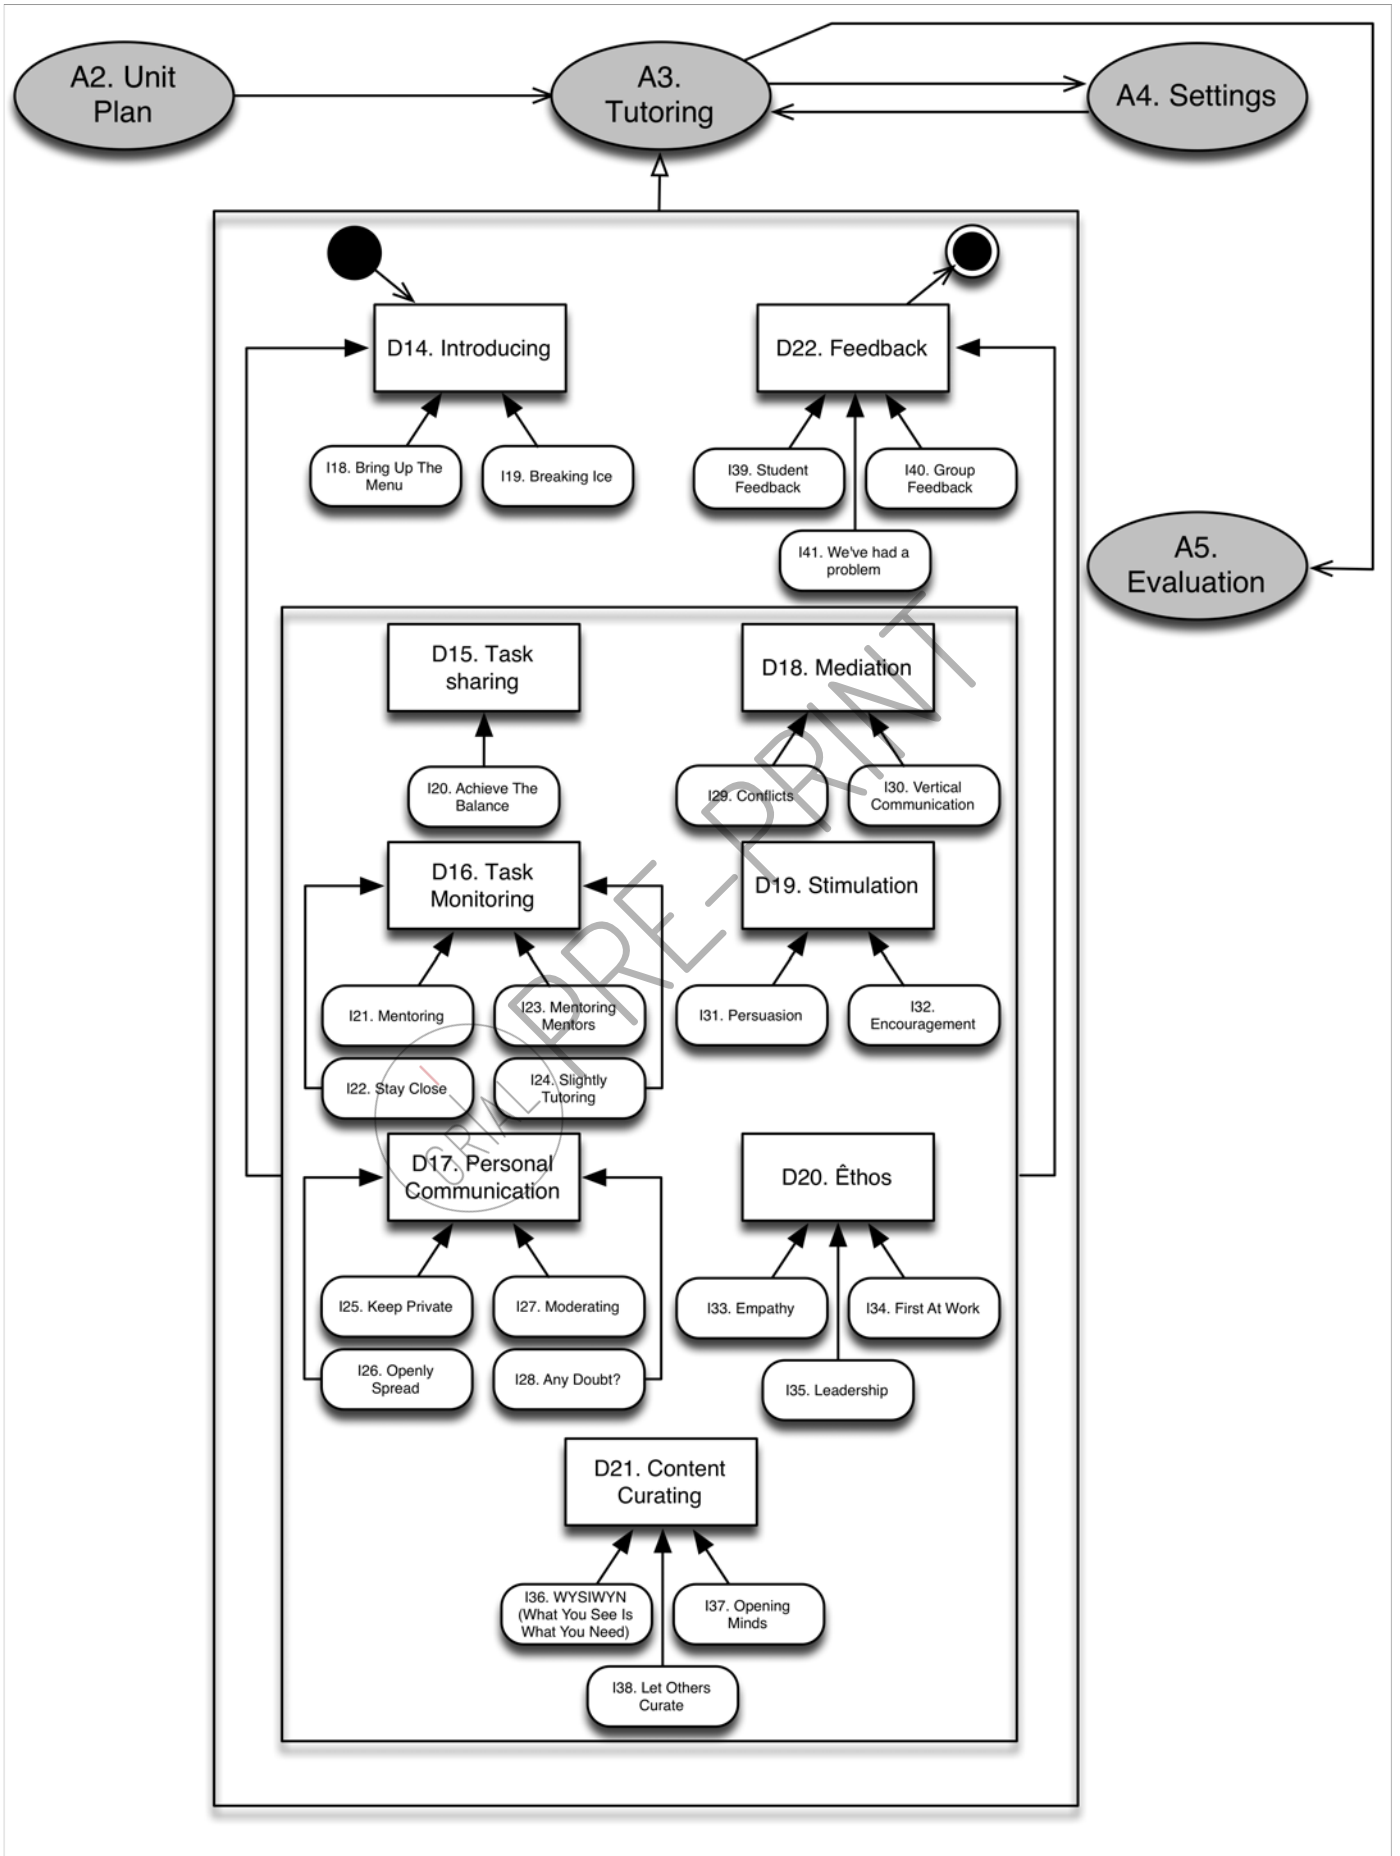 A2. Unit
Plan
A3.
Tutoring
A4. Settings
D14. Introducing
D22. Feedback
I18. Bring Up The
Menu
I19. Breaking Ice
I39. Student
Feedback
I40. Group
Feedback
I41. We've had a
problem
A5.
Evaluation
D15. Task
sharing
D18. Mediation
I20. Achieve The
Balance
I29. Conflicts
I30. Vertical
Communication
D16. Task
Monitoring
D19. Stimulation
I21. Mentoring
I23. Mentoring
Mentors
I31. Persuasion
I32.
Encouragement
I22. Stay Close
I24. Slightly
Tutoring
D17. Personal
Communication
D20. Êthos
I25. Keep Private
I27. Moderating
I33. Empathy
I34. First At Work
I26. Openly
Spread
I28. Any Doubt?
I35. Leadership
D21. Content
Curating
I36. WYSIWYN
(What You See Is
What You Need)
I37. Opening
Minds
I38. Let Others
Curate
GRIAL
PRE-PRINT